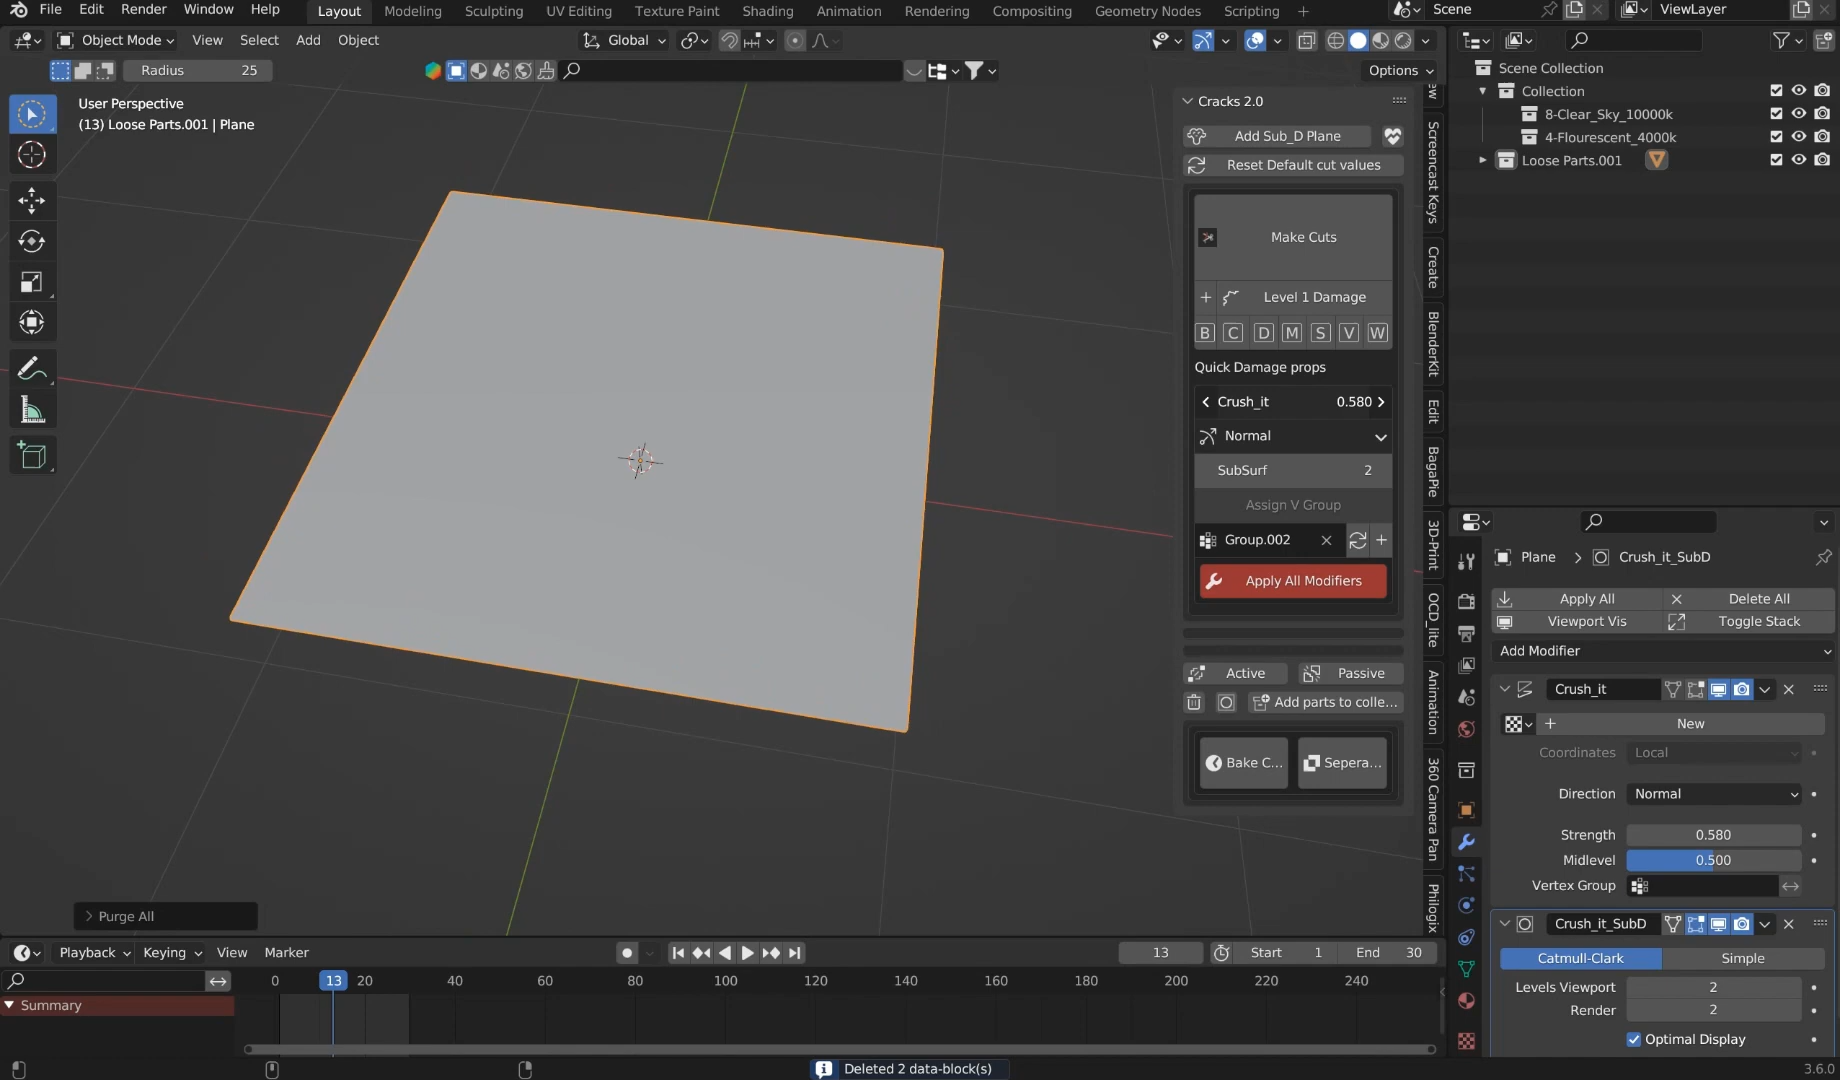 File Edit Render Window Help Layout Modeling Sculpting UV Editing Texture Paint Shading Animation Rendering Compositing Geometry Nodes Scripting + Scene ViewLayer
Object Mode View Select Add Object Global
Radius 25 Options
User Perspective
(13) Loose Parts.001 | Plane
Cracks 2.0
Add Sub_D Plane
Reset Default cut values
Make Cuts
+ Level 1 Damage
B C D M S V W
Quick Damage props
Crush_it 0.580
Normal
SubSurf 2
Assign V Group
Group.002
Apply All Modifiers
Active Passive
Add parts to colle...
Bake C... Sepera...
ew
Screencast Keys
Create
BlenderKit
Edit
BagaPie
3D-Print
OCD_lite
Animation
360 Camera Pan
Philogix
Scene Collection
Collection
8-Clear_Sky_10000k
4-Flourescent_4000k
Loose Parts.001
Plane > Crush_it_SubD
Apply All Delete All
Viewport Vis Toggle Stack
Add Modifier
Crush_it
+ New
Coordinates Local
Direction Normal
Strength 0.580
Midlevel 0.500
Vertex Group
Crush_it_SubD
Catmull-Clark Simple
Levels Viewport 2
Render 2
Optimal Display
> Purge All
Playback Keying View Marker 13 Start 1 End 30
0 13 20 40 60 80 100 120 140 160 180 200 220 240
Summary
Deleted 2 data-block(s) 3.6.0